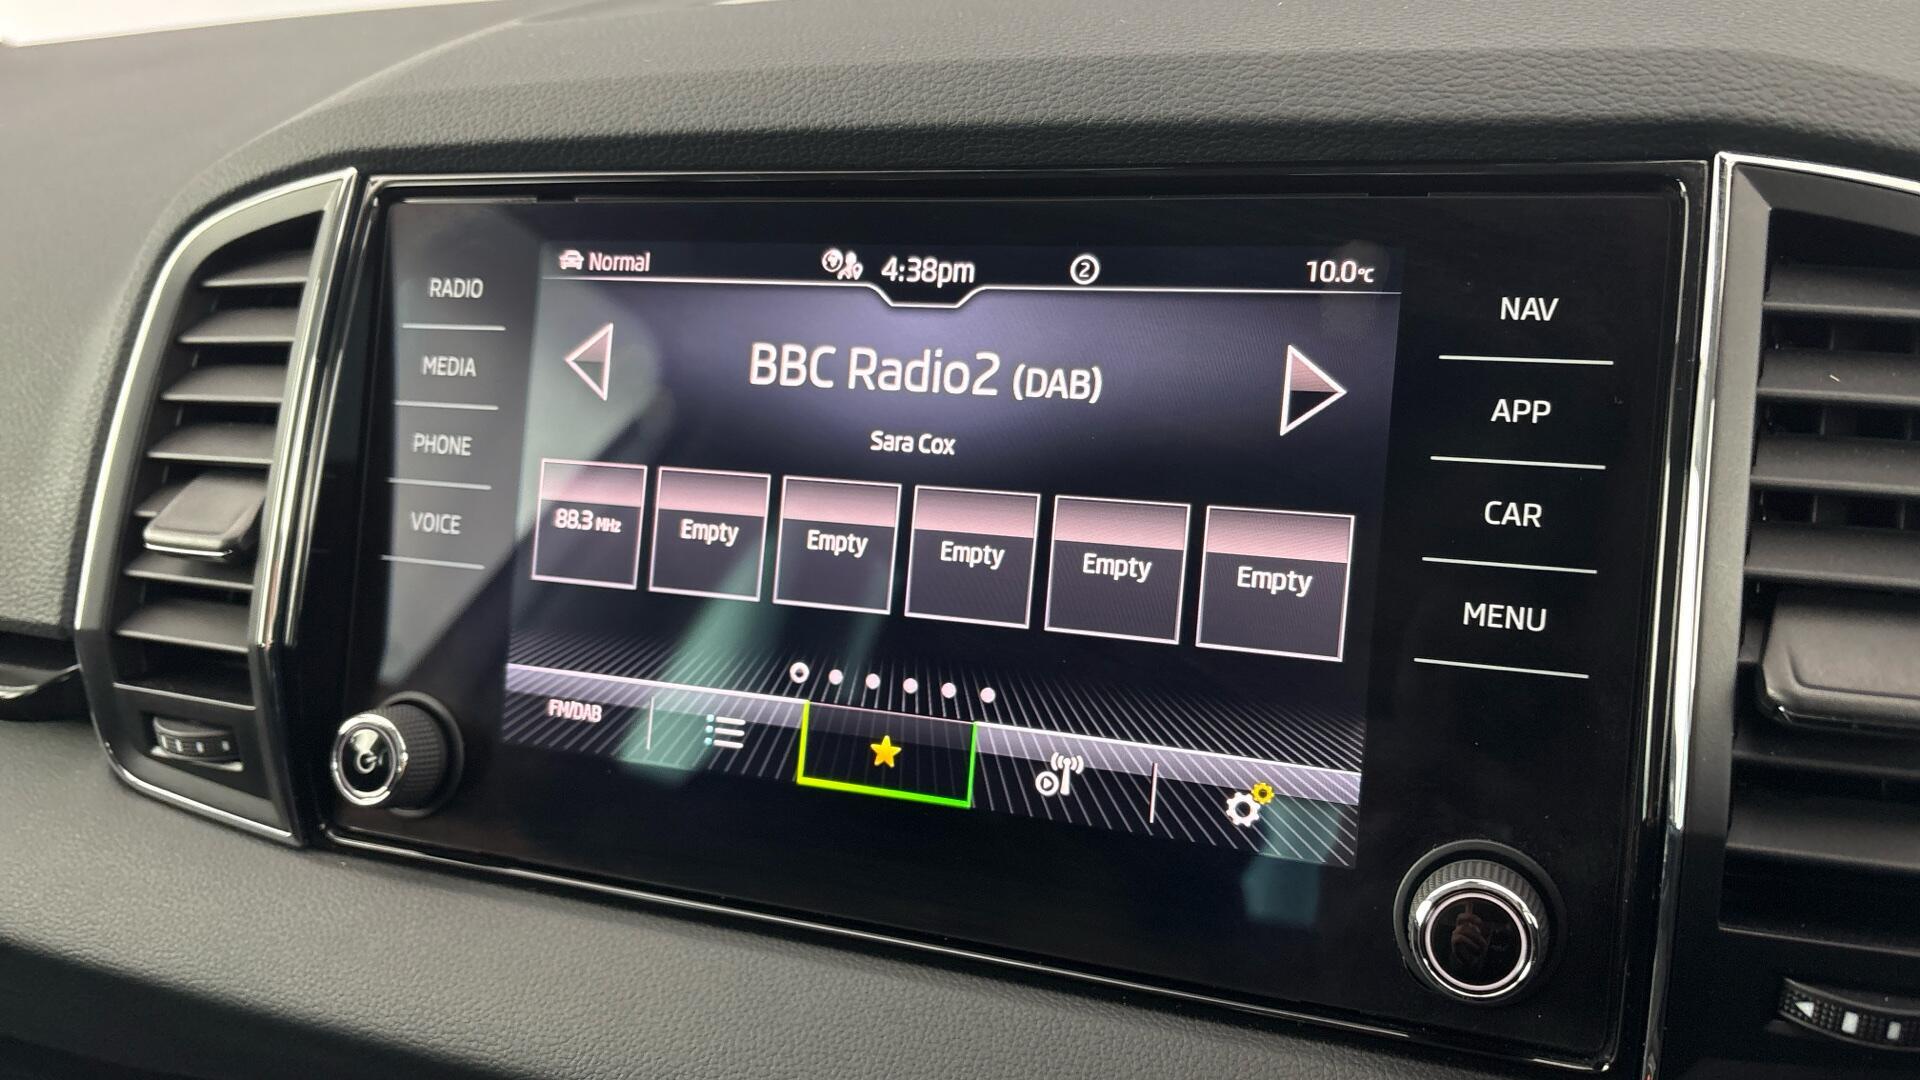 RADIO
MEDIA
PHONE
VOICE
Normal
4:38pm
2
10.0°C
BBC Radio2 (DAB)
Sara Cox
88.3 MHz
Empty
Empty
Empty
Empty
Empty
FM/DAB
NAV
APP
CAR
MENU